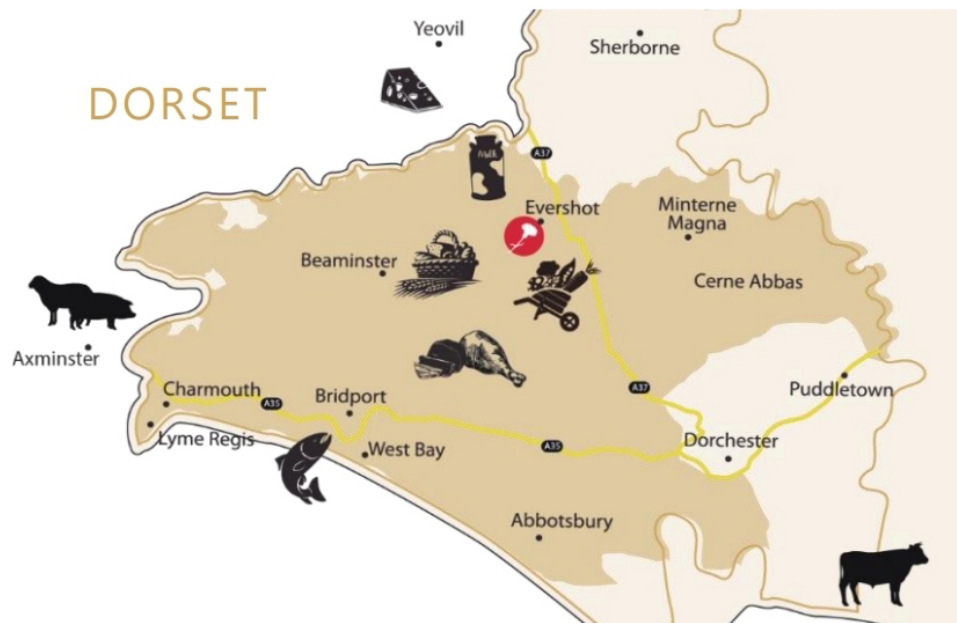 Yeovil
Sherborne
DORSET
MILK
A37
Evershot
Minterne
Magna
Beaminster
Cerne Abbas
Axminster
Charmouth
A35
Bridport
A37
Puddletown
Lyme Regis
West Bay
A35
Dorchester
Abbotsbury